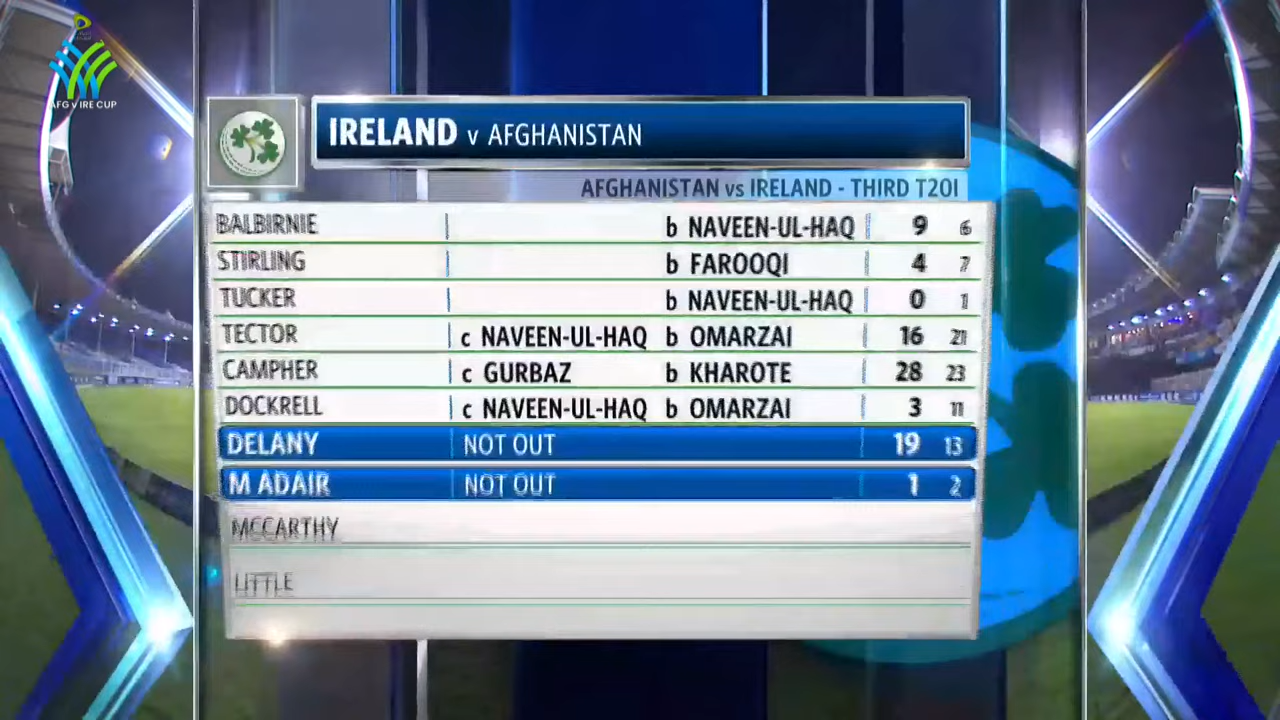 AFG v IRE CUP
IRELAND v AFGHANISTAN
AFGHANISTAN vs IRELAND - THIRD T20I
BALBIRNIE b NAVEEN-UL-HAQ 9 6
STIRLING b FAROOQI 4 7
TUCKER b NAVEEN-UL-HAQ 0 1
TECTOR c NAVEEN-UL-HAQ b OMARZAI 16 21
CAMPHER c GURBAZ b KHAROTE 28 23
DOCKRELL c NAVEEN-UL-HAQ b OMARZAI 3 11
DELANY NOT OUT 19 13
M ADAIR NOT OUT 1 2
MCCARTHY
LITTLE